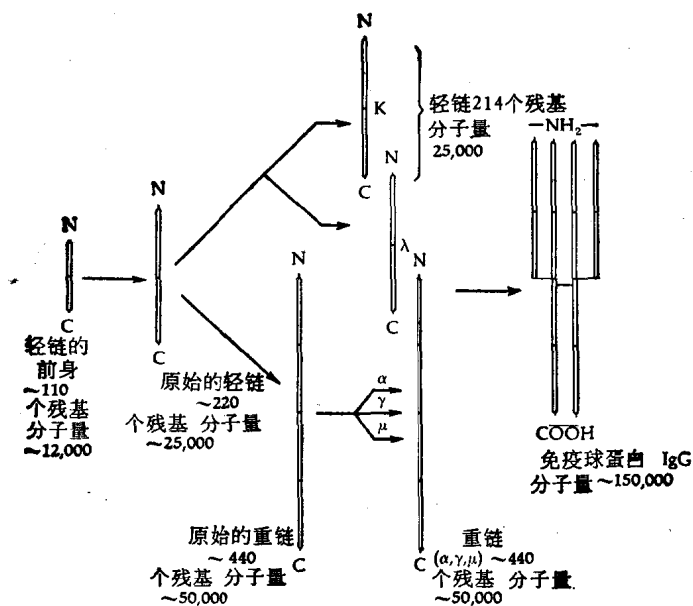 N
K
轻链214个残基
分子量
25,000
C
N
λ
C
—NH₂—
N
C
轻链的
前身
~110
个残基
分子量
~12,000
N
C
原始的轻链
~220
个残基 分子量
~25,000
N
C
原始的重链
~440
个残基 分子量
~50,000
α
γ
μ
N
C
重链
(α,γ,μ) ~440
个残基 分子量
~50,000
COOH
免疫球蛋白 IgG
分子量~150,000